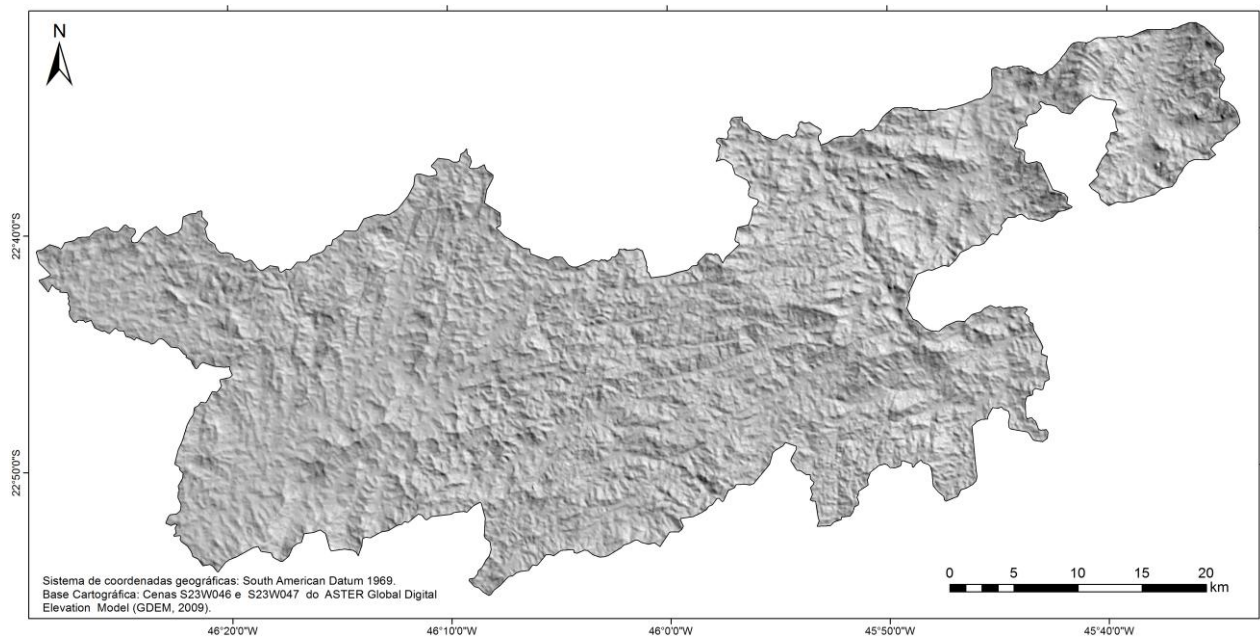 N
22°40'0"S
22°50'0"S
Sistema de coordenadas geográficas: South American Datum 1969.
Base Cartográfica: Cenas S23W046 e S23W047 do ASTER Global Digital
Elevation Model (GDEM, 2009).
0 5 10 15 20
km
46°20'0"W 46°10'0"W 46°0'0"W 45°50'0"W 45°40'0"W